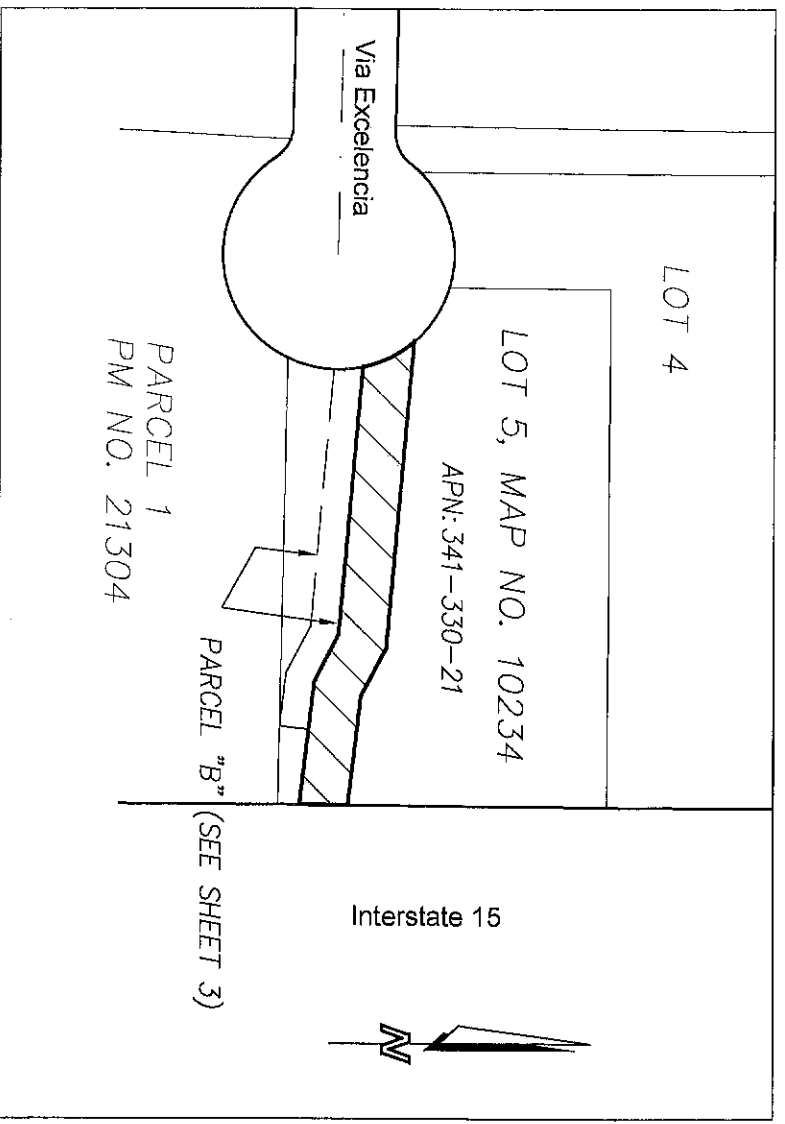 LOT 4
LOT 5, MAP NO. 10234
APN: 341-330-21
Via Excelencia
PARCEL 1
PM NO. 21304
PARCEL "B" (SEE SHEET 3)
Interstate 15
N